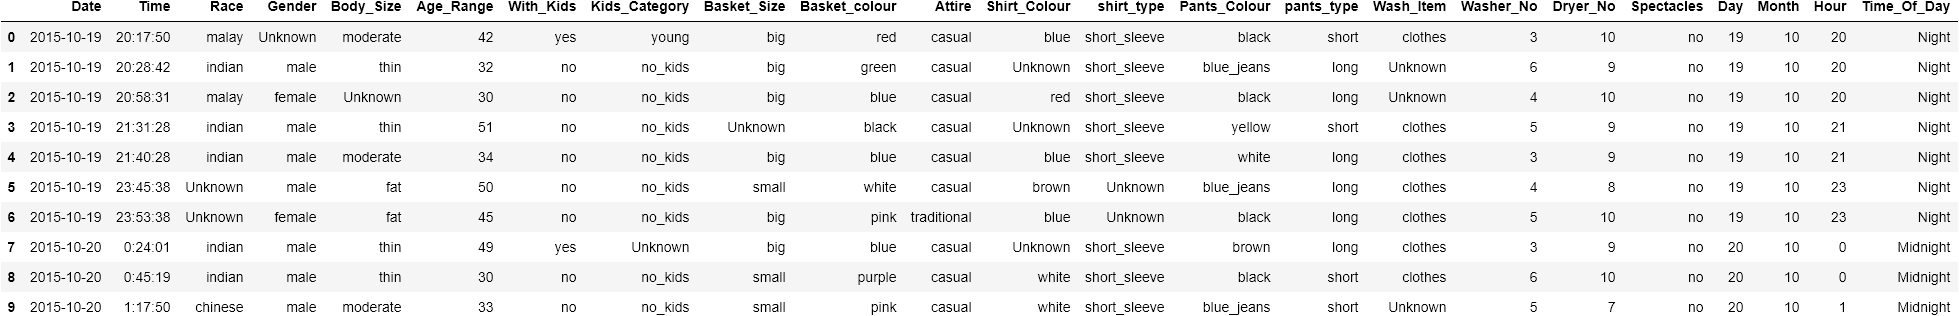 Date Time Race Gender Body_Size Age_Range With_Kids Kids_Category Basket_Size Basket_colour Attire Shirt_Colour shirt_type Pants_Colour pants_type Wash_Item Washer_No Dryer_No Spectacles Day Month Hour Time_Of_Day
0 2015-10-19 20:17:50 malay Unknown moderate 42 yes young big red casual blue short_sleeve black short clothes 3 10 no 19 10 20 Night
1 2015-10-19 20:28:42 indian male thin 32 no no_kids big green casual Unknown short_sleeve blue_jeans long Unknown 6 9 no 19 10 20 Night
2 2015-10-19 20:58:31 malay female Unknown 30 no no_kids big blue casual red short_sleeve black long Unknown 4 10 no 19 10 20 Night
3 2015-10-19 21:31:28 indian male thin 51 no no_kids Unknown black casual Unknown short_sleeve yellow short clothes 5 9 no 19 10 21 Night
4 2015-10-19 21:40:28 indian male moderate 34 no no_kids big blue casual blue short_sleeve white long clothes 3 9 no 19 10 21 Night
5 2015-10-19 23:45:38 Unknown male fat 50 no no_kids small white casual brown Unknown blue_jeans long clothes 4 8 no 19 10 23 Night
6 2015-10-19 23:53:38 Unknown female fat 45 no no_kids big pink traditional blue Unknown black long clothes 5 10 no 19 10 23 Night
7 2015-10-20 0:24:01 indian male thin 49 yes Unknown big blue casual Unknown short_sleeve brown long clothes 3 9 no 20 10 0 Midnight
8 2015-10-20 0:45:19 indian male thin 30 no no_kids small purple casual white short_sleeve black short clothes 6 10 no 20 10 0 Midnight
9 2015-10-20 1:17:50 chinese male moderate 33 no no_kids small pink casual white short_sleeve blue_jeans short Unknown 5 7 no 20 10 1 Midnight